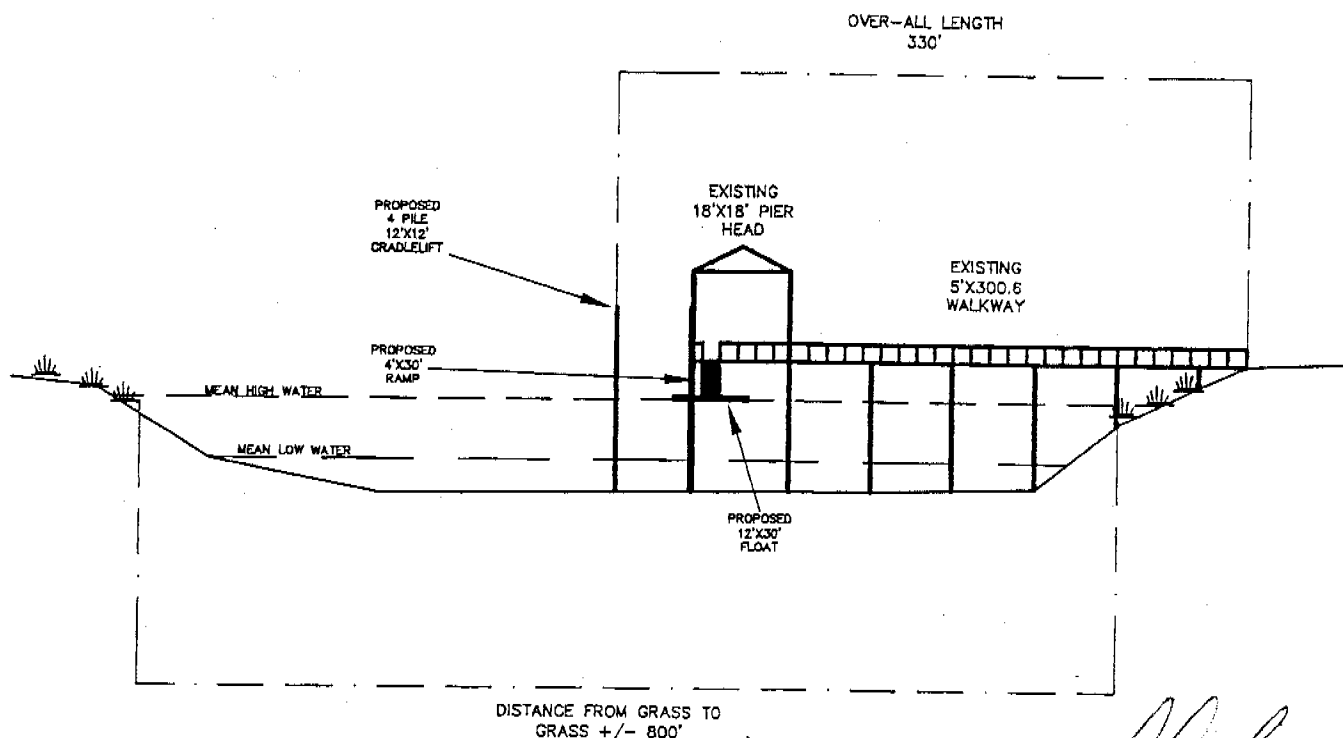 OVER-ALL LENGTH
330'
PROPOSED
4 PILE
12'X12'
CRADLELIFT
EXISTING
18'X18' PIER
HEAD
EXISTING
5'X300.6
WALKWAY
PROPOSED
4'X30'
RAMP
MEAN HIGH WATER
MEAN LOW WATER
PROPOSED
12'X30'
FLOAT
DISTANCE FROM GRASS TO
GRASS +/- 800'